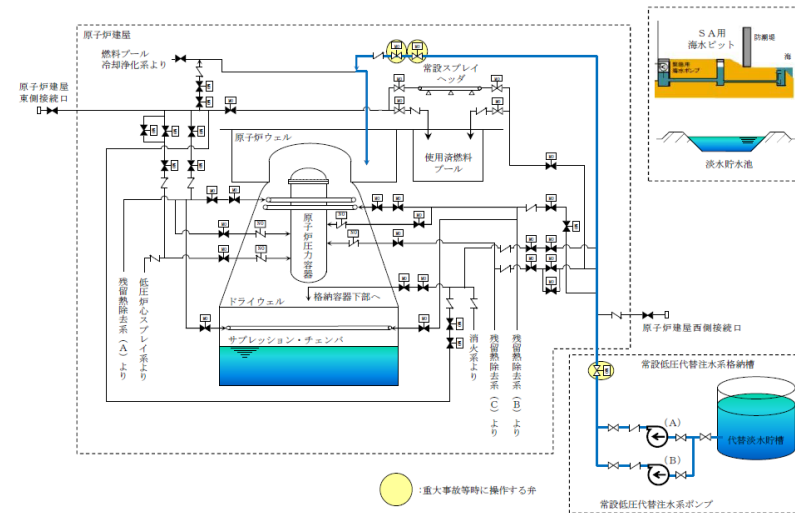 原子炉建屋
燃料プール
冷却浄化系より
原子炉建屋
東側接続口
常設スプレイ
ヘッダ
原子炉ウェル
使用済燃料
プール
原子炉圧力容器
ドライウェル
格納容器下部へ
サプレッション・チェンバ
残留熱除去系(A)より
低圧炉心スプレイ系より
消火系より
残留熱除去系(C)より
残留熱除去系(B)より
原子炉建屋西側接続口
SA用
海水ピット
防潮堤
海
淡水貯水池
常設低圧代替注水系格納槽
(A)
(B)
代替淡水貯槽
常設低圧代替注水系ポンプ
:重大事故等時に操作する弁